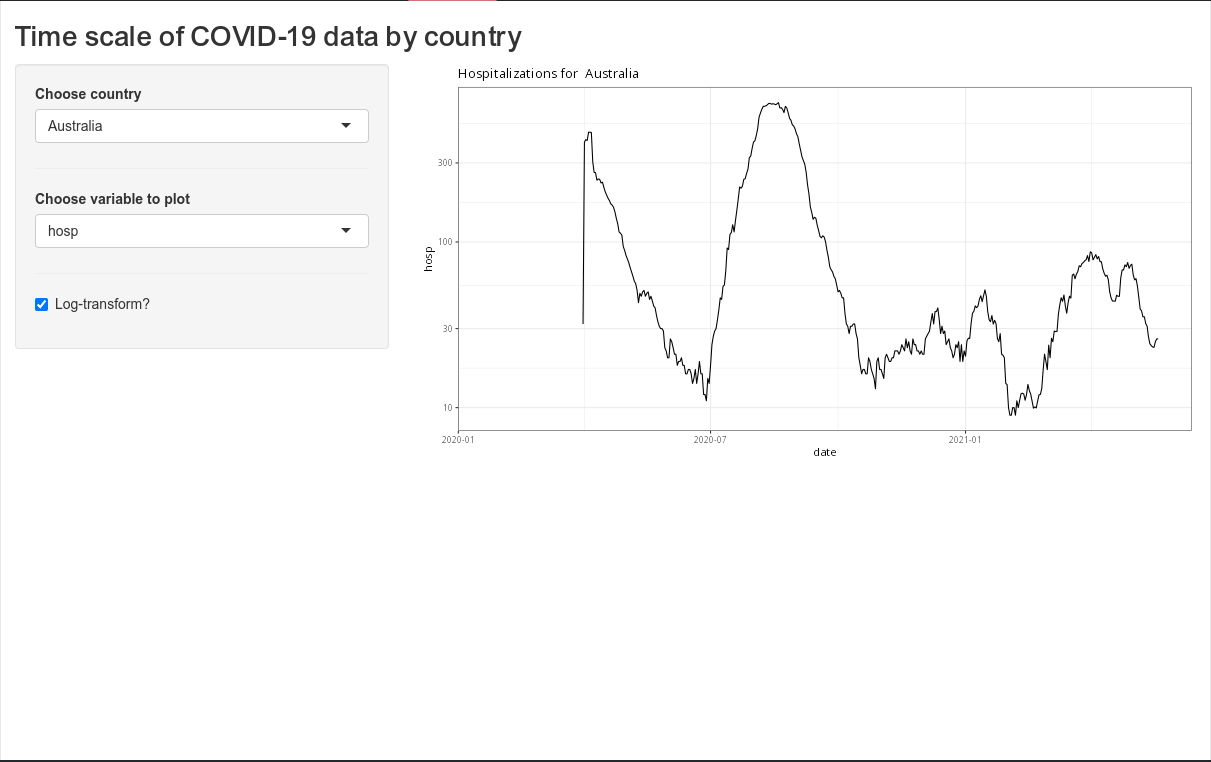 Time scale of COVID-19 data by country
Choose country
Australia
Choose variable to plot
hosp
Log-transform?
Hospitalizations for  Australia
hosp
300
100
30
10
2020-01
2020-07
2021-01
date